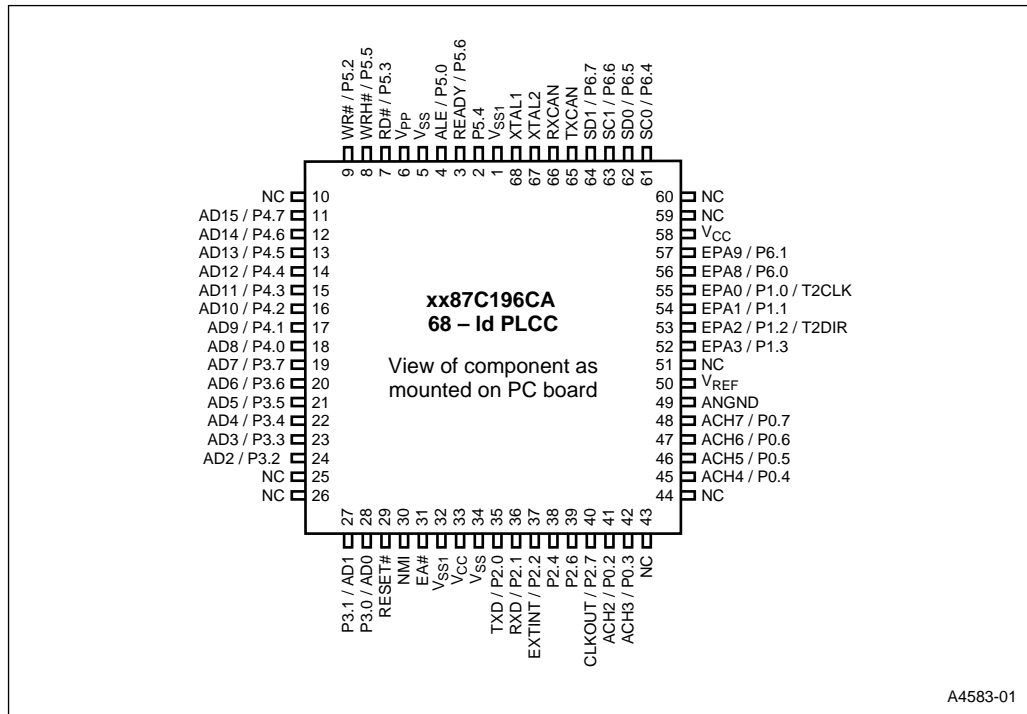 WR# / P5.2
WRH# / P5.5
RD# / P5.3
VPP
VSS
ALE / P5.0
READY / P5.6
P5.4
VSS1
XTAL1
XTAL2
RXCAN
TXCAN
SD1 / P6.7
SC1 / P6.6
SD0 / P6.5
SC0 / P6.4
9
8
7
6
5
4
3
2
1
68
67
66
65
64
63
62
61
NC 10
AD15 / P4.7 11
AD14 / P4.6 12
AD13 / P4.5 13
AD12 / P4.4 14
AD11 / P4.3 15
AD10 / P4.2 16
AD9 / P4.1 17
AD8 / P4.0 18
AD7 / P3.7 19
AD6 / P3.6 20
AD5 / P3.5 21
AD4 / P3.4 22
AD3 / P3.3 23
AD2 / P3.2 24
NC 25
NC 26
xx87C196CA
68 – Id PLCC
View of component as
mounted on PC board
60 NC
59 NC
58 VCC
57 EPA9 / P6.1
56 EPA8 / P6.0
55 EPA0 / P1.0 / T2CLK
54 EPA1 / P1.1
53 EPA2 / P1.2 / T2DIR
52 EPA3 / P1.3
51 NC
50 VREF
49 ANGND
48 ACH7 / P0.7
47 ACH6 / P0.6
46 ACH5 / P0.5
45 ACH4 / P0.4
44 NC
27
28
29
30
31
32
33
34
35
36
37
38
39
40
41
42
43
P3.1 / AD1
P3.0 / AD0
RESET#
NMI
EA#
VSS1
VCC
VSS
TXD / P2.0
RXD / P2.1
EXTINT / P2.2
P2.4
P2.6
CLKOUT / P2.7
ACH2 / P0.2
ACH3 / P0.3
NC
A4583-01